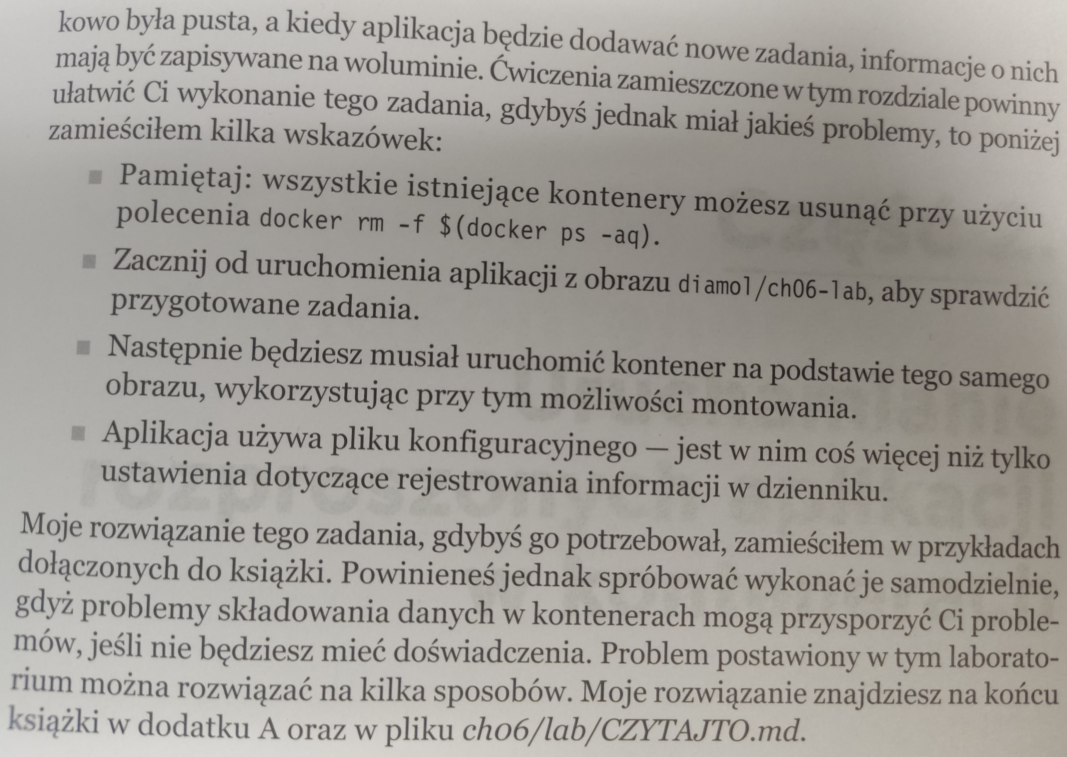 kowo była pusta, a kiedy aplikacja będzie dodawać nowe zadania, informacje o nich
mają być zapisywane na woluminie. Ćwiczenia zamieszczone w tym rozdziale powinny
ułatwić Ci wykonanie tego zadania, gdybyś jednak miał jakieś problemy, to poniżej
zamieściłem kilka wskazówek:
■ Pamiętaj: wszystkie istniejące kontenery możesz usunąć przy użyciu
polecenia docker rm -f $(docker ps -aq).
■ Zacznij od uruchomienia aplikacji z obrazu diamol/ch06-lab, aby sprawdzić
przygotowane zadania.
■ Następnie będziesz musiał uruchomić kontener na podstawie tego samego
obrazu, wykorzystując przy tym możliwości montowania.
■ Aplikacja używa pliku konfiguracyjnego — jest w nim coś więcej niż tylko
ustawienia dotyczące rejestrowania informacji w dzienniku.
Moje rozwiązanie tego zadania, gdybyś go potrzebował, zamieściłem w przykładach
dołączonych do książki. Powinieneś jednak spróbować wykonać je samodzielnie,
gdyż problemy składowania danych w kontenerach mogą przysporzyć Ci proble-
mów, jeśli nie będziesz mieć doświadczenia. Problem postawiony w tym laborato-
rium można rozwiązać na kilka sposobów. Moje rozwiązanie znajdziesz na końcu
książki w dodatku A oraz w pliku ch06/lab/CZYTAJTO.md.